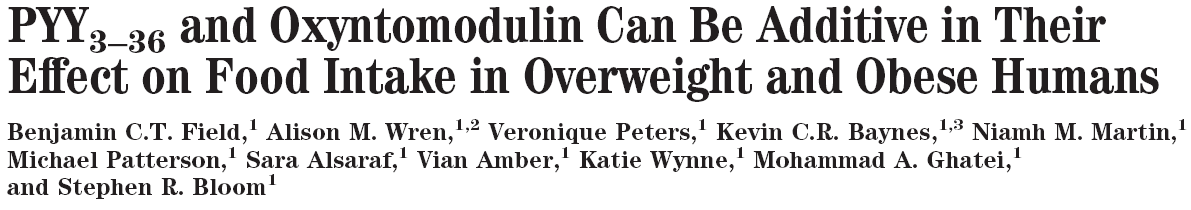 PYY₃₋₃₆ and Oxyntomodulin Can Be Additive in Their
Effect on Food Intake in Overweight and Obese Humans
Benjamin C.T. Field,¹ Alison M. Wren,¹,² Veronique Peters,¹ Kevin C.R. Baynes,¹,³ Niamh M. Martin,¹
Michael Patterson,¹ Sara Alsaraf,¹ Vian Amber,¹ Katie Wynne,¹ Mohammad A. Ghatei,¹
and Stephen R. Bloom¹